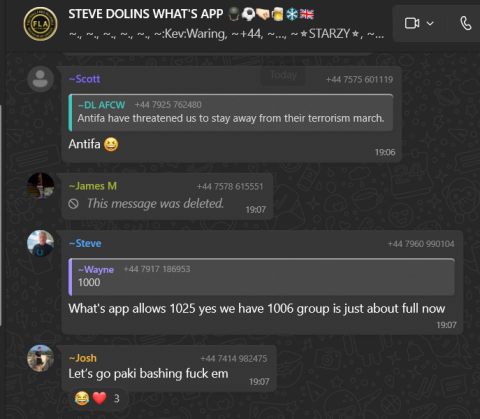 STEVE DOLINS WHAT'S APP 💂🏿⚽🤝🍺❄️🇬🇧
~., ~., ~., ~., ~., ~:Kev:Waring, ~+44, ~..., ~⭐STARZY⭐, ~...
FLA
Today
~Scott +44 7575 601119
~DL AFCW +44 7925 762480
Antifa have threatened us to stay away from their terrorism march.
Antifa 😄
19:06
~James M +44 7578 615551
This message was deleted. 19:07
~Steve +44 7960 990104
~Wayne +44 7917 186953
1000
What's app allows 1025 yes we have 1006 group is just about full now
19:07
~Josh +44 7414 982475
Let's go paki bashing fuck em 19:07
😂❤️ 3